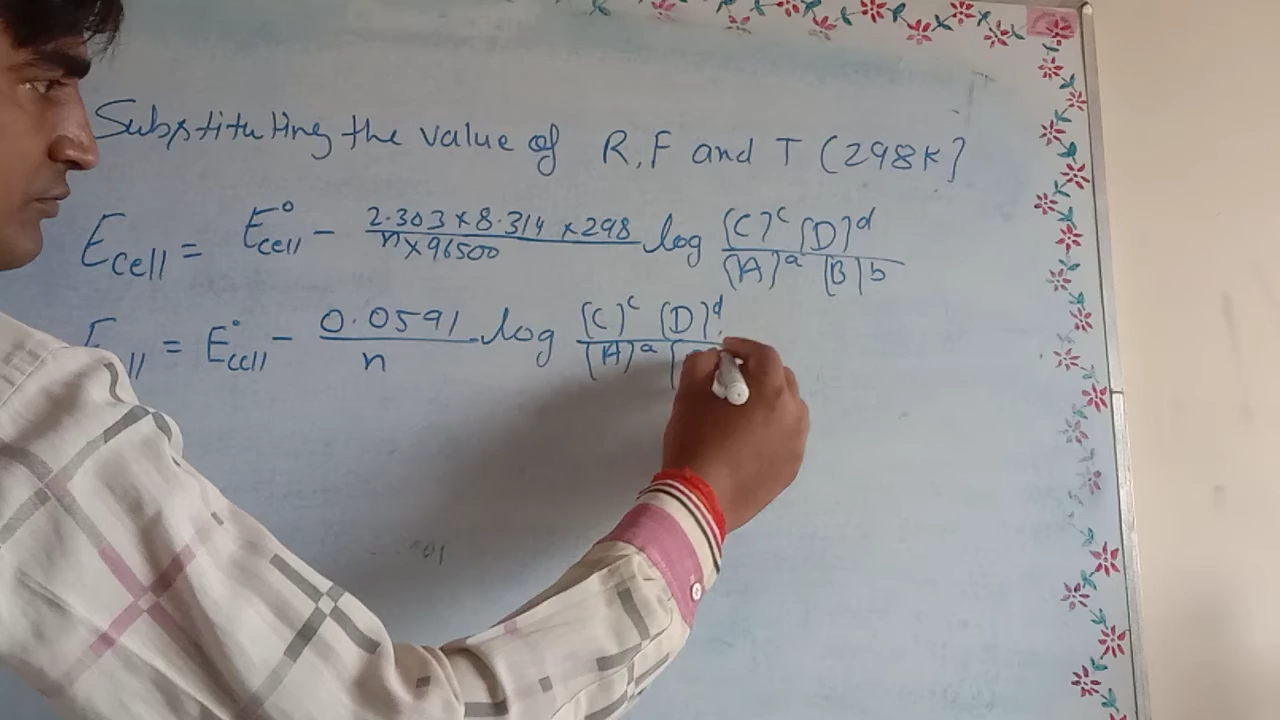 Substituting the value of R, F and T (298K]
Ecell = E°cell - 2.303 x 8.314 x 298 / n x 96500 log [C]^c [D]^d / [A]^a [B]^b
Ecell = E°cell - 0.0591 / n log [C]^c [D]^d / [A]^a [